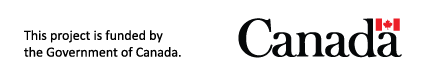 This project is funded by
the Government of Canada.
Canada